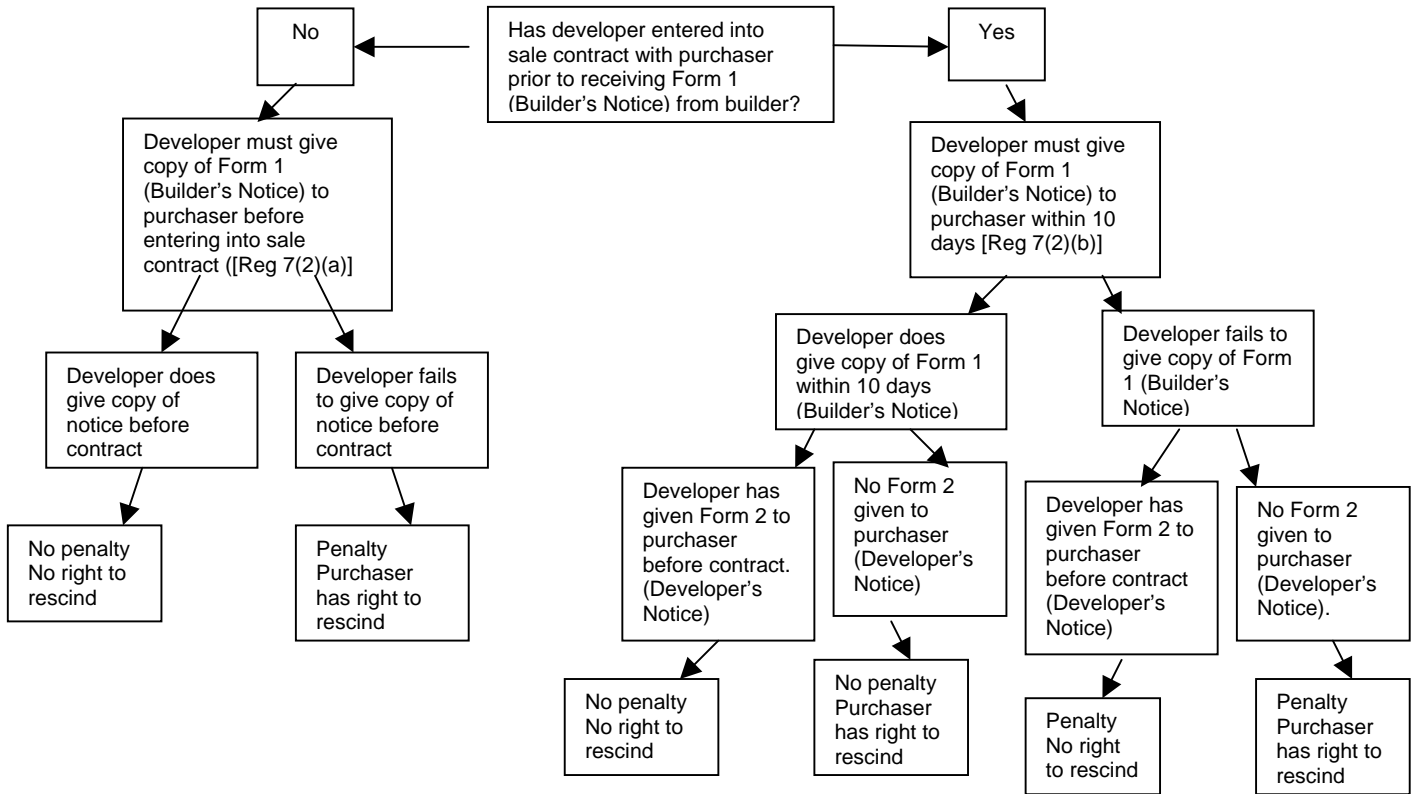 No
Has developer entered into
sale contract with purchaser
prior to receiving Form 1
(Builder's Notice) from builder?
Yes
Developer must give
copy of Form 1
(Builder's Notice) to
purchaser before
entering into sale
contract ([Reg 7(2)(a)]
Developer must give
copy of Form 1
(Builder's Notice) to
purchaser within 10
days [Reg 7(2)(b)]
Developer does
give copy of
notice before
contract
Developer fails
to give copy of
notice before
contract
Developer does
give copy of Form 1
within 10 days
(Builder's Notice)
Developer fails to
give copy of Form
1 (Builder's
Notice)
No penalty
No right to
rescind
Penalty
Purchaser
has right to
rescind
Developer has
given Form 2 to
purchaser
before contract.
(Developer's
Notice)
No Form 2
given to
purchaser
(Developer's
Notice)
Developer has
given Form 2 to
purchaser
before contract
(Developer's
Notice)
No Form 2
given to
purchaser
(Developer's
Notice).
No penalty
No right to
rescind
No penalty
Purchaser
has right to
rescind
Penalty
No right
to rescind
Penalty
Purchaser
has right to
rescind